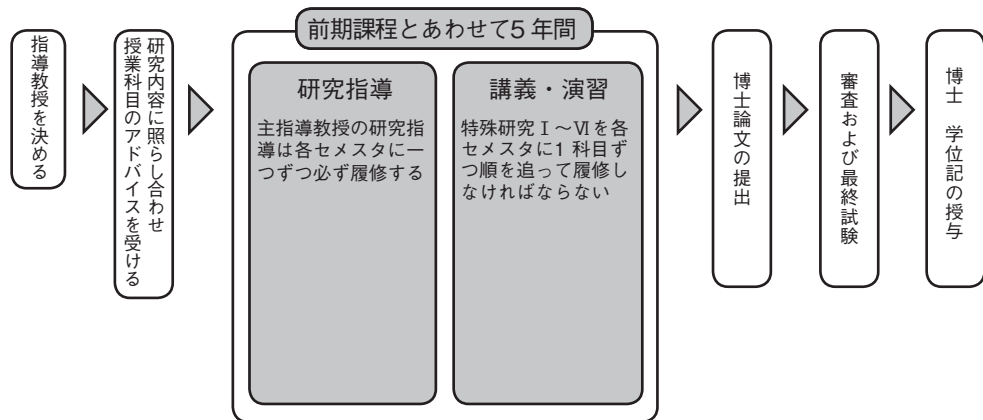 指導教授を決める
研究内容に照らし合わせ
授業科目のアドバイスを受ける
前期課程とあわせて5年間
研究指導
主指導教授の研究指
導は各セメスタに一
つずつ必ず履修する
講義・演習
特殊研究Ⅰ～Ⅵを各
セメスタに1科目ず
つ順を追って履修し
なければならない
博士論文の提出
審査および最終試験
博士 学位記の授与